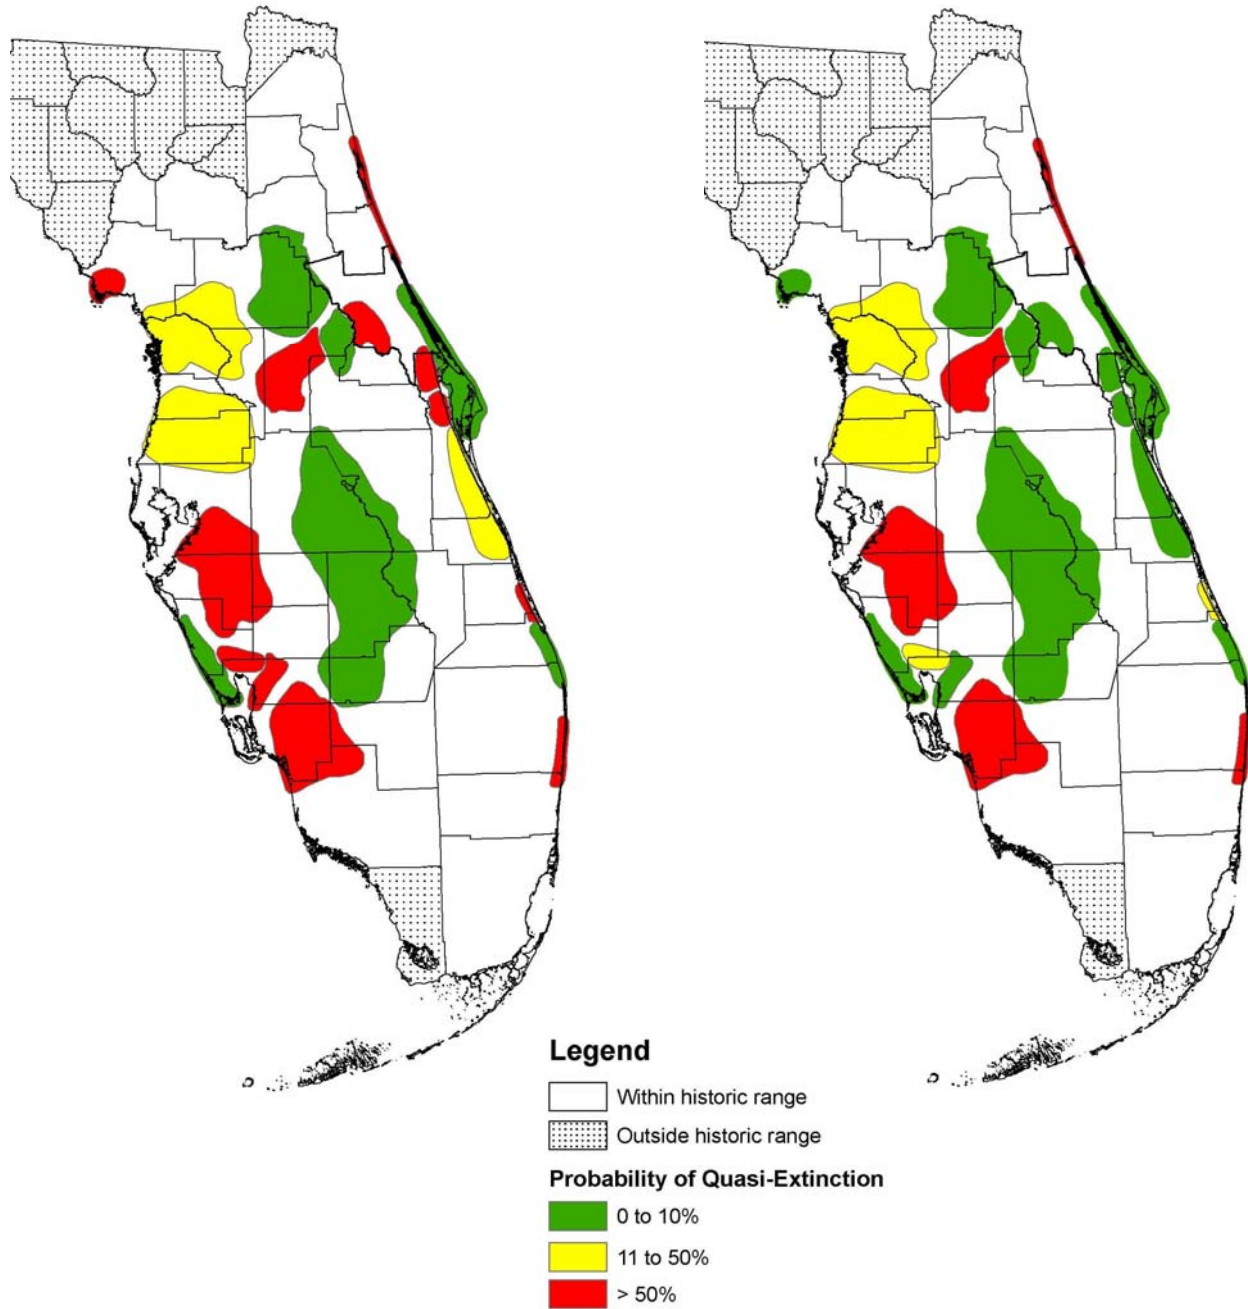 Legend
Within historic range
Outside historic range
Probability of Quasi-Extinction
0 to 10%
11 to 50%
> 50%